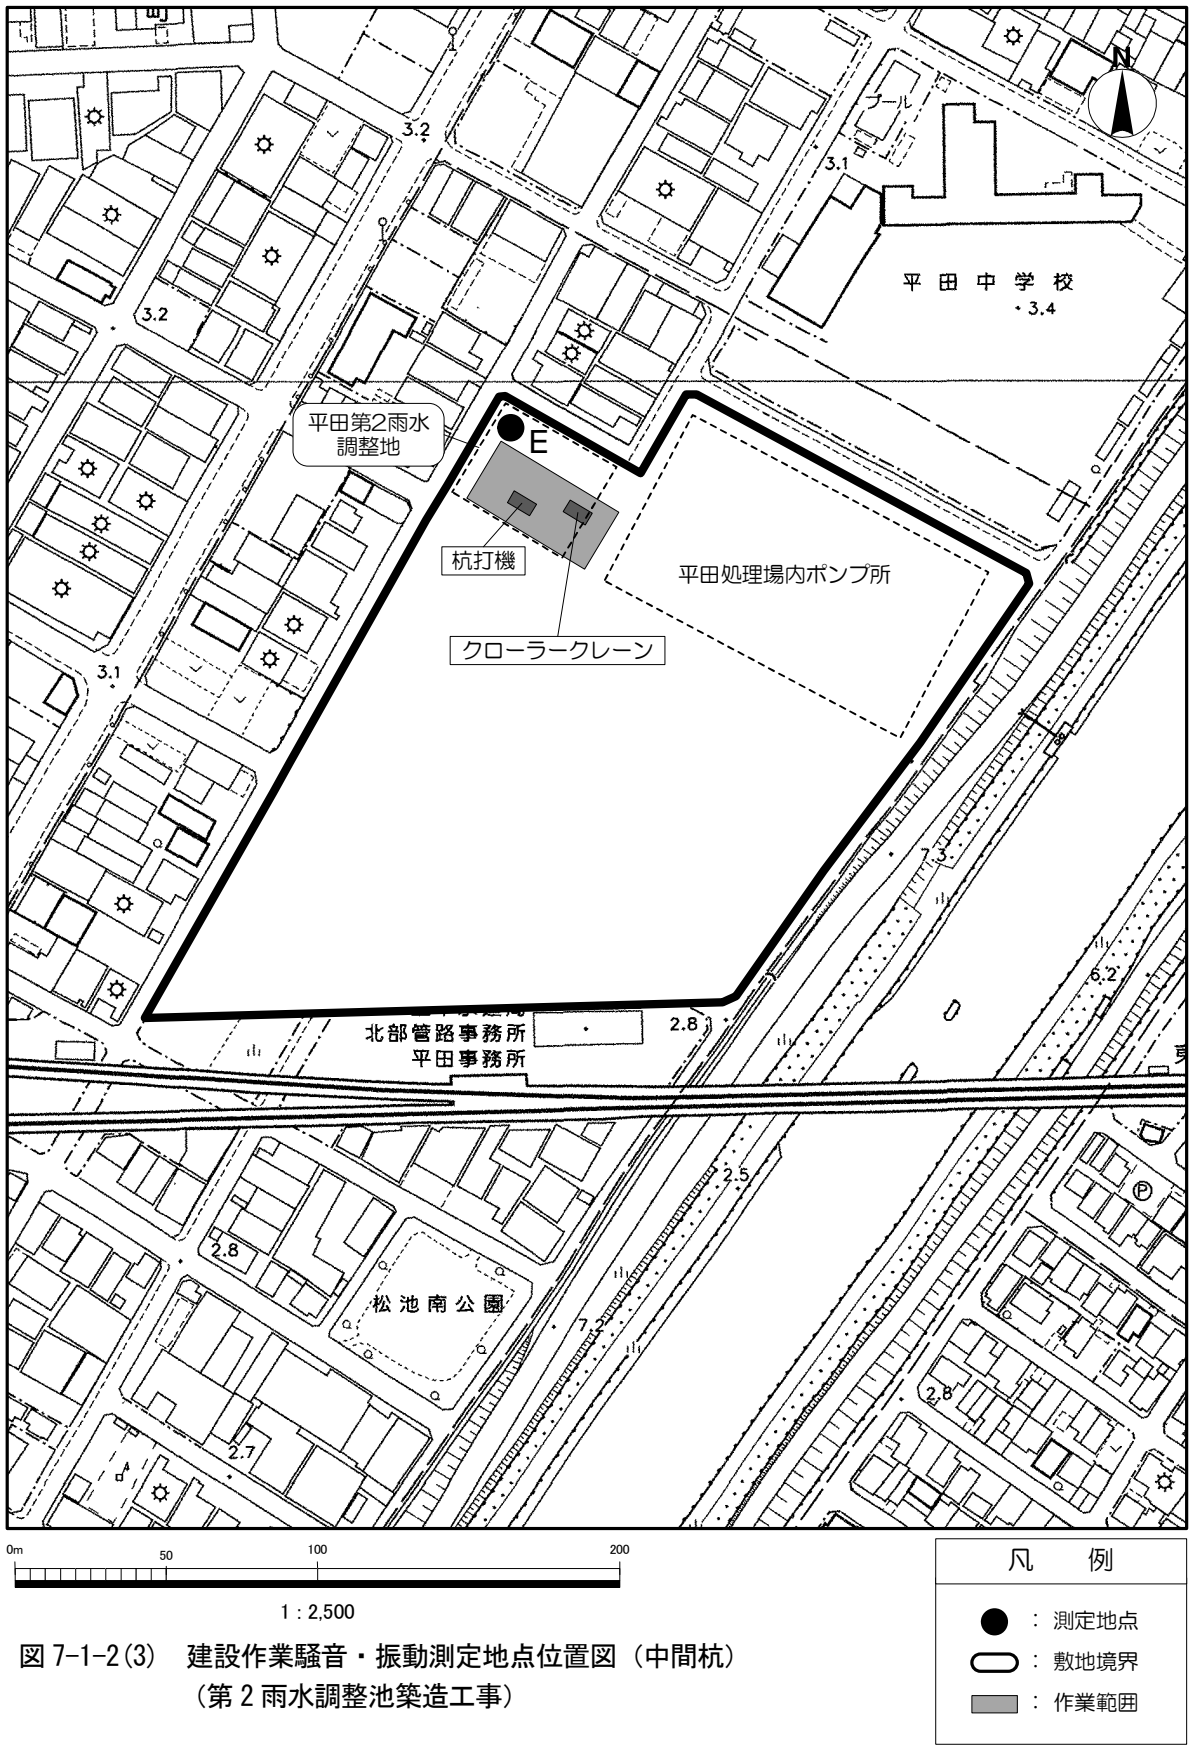 N
3.2
プール
3.1
平田中学校
3.4
3.2
平田第2雨水
調整地
E
杭打機
平田処理場内ポンプ所
クローラークレーン
3.1
7.3
6.2
北部管路事務所
平田事務所
2.8
2.5
P
2.8
松池南公園
7.2
2.8
2.7
0m 50 100 200
1：2,500
図 7-1-2(3) 建設作業騒音・振動測定地点位置図（中間杭）
（第2雨水調整池築造工事）
凡例
：測定地点
：敷地境界
：作業範囲